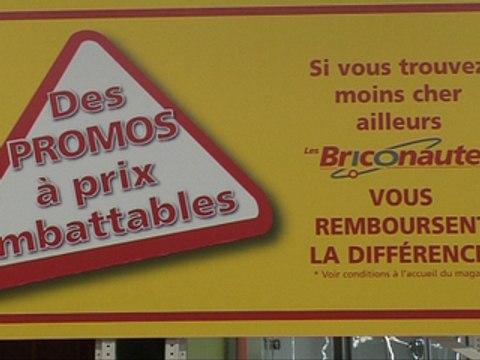 Des
PROMOS
à prix
mbattables
Si vous trouvez
moins cher
ailleurs
Les Briconaute
VOUS
REMBOURSENT
LA DIFFÉRENC
* Voir conditions à l'accueil du maga